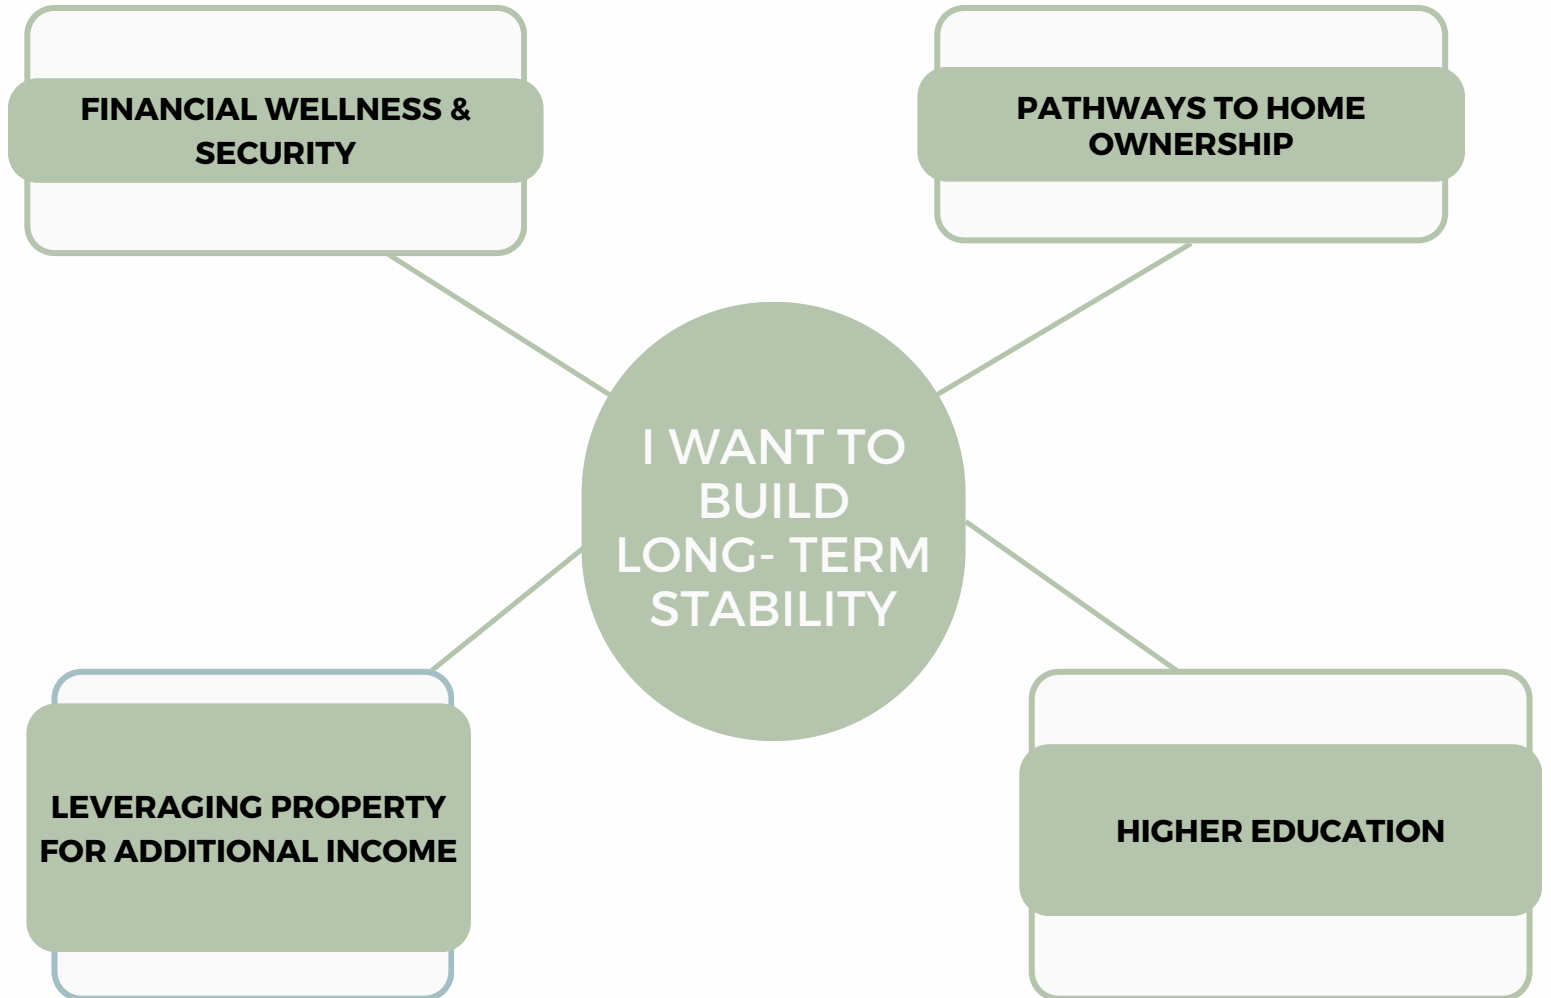 FINANCIAL WELLNESS &
SECURITY
PATHWAYS TO HOME
OWNERSHIP
I WANT TO
BUILD
LONG- TERM
STABILITY
LEVERAGING PROPERTY
FOR ADDITIONAL INCOME
HIGHER EDUCATION